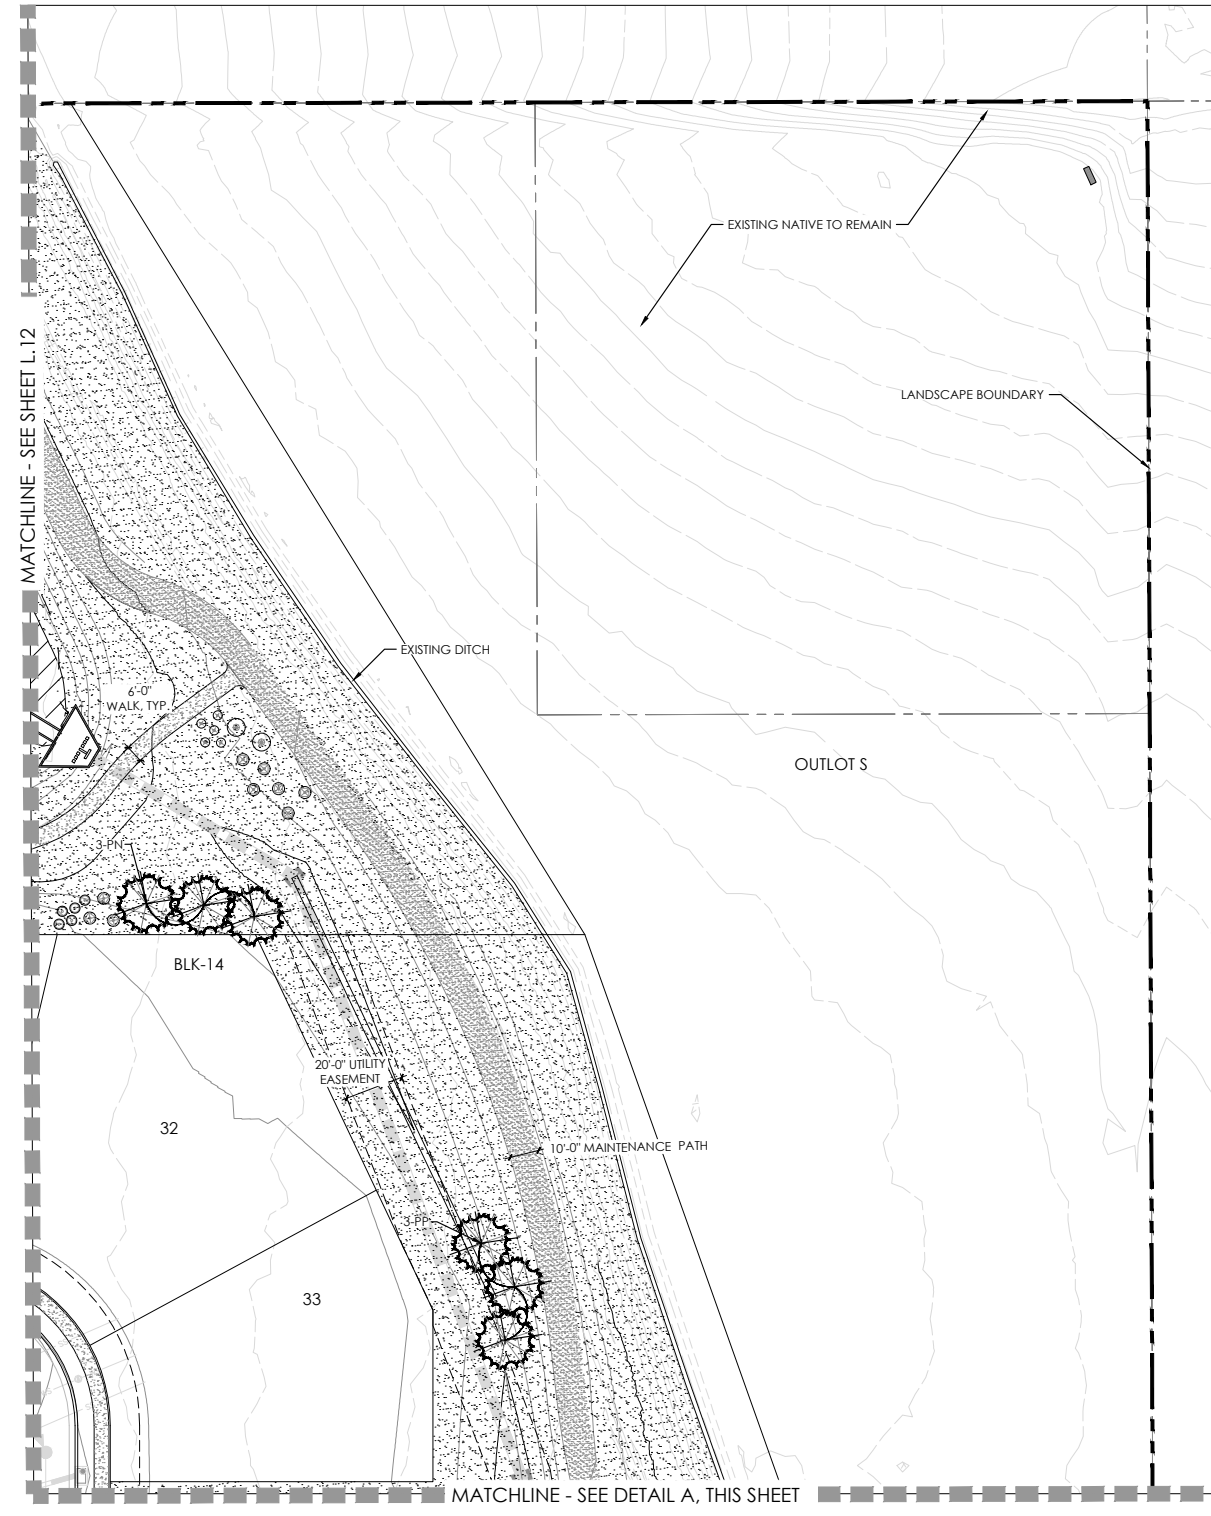 EXISTING NATIVE TO REMAIN
MATCHLINE - SEE SHEET L.12
LANDSCAPE BOUNDARY
EXISTING DITCH
6'-0"
WALK, TYP.
OUTLOT S
3-PN
BLK-14
20'-0" UTILITY
EASEMENT
32
10'-0" MAINTENANCE PATH
3-PP
33
MATCHLINE - SEE DETAIL A, THIS SHEET